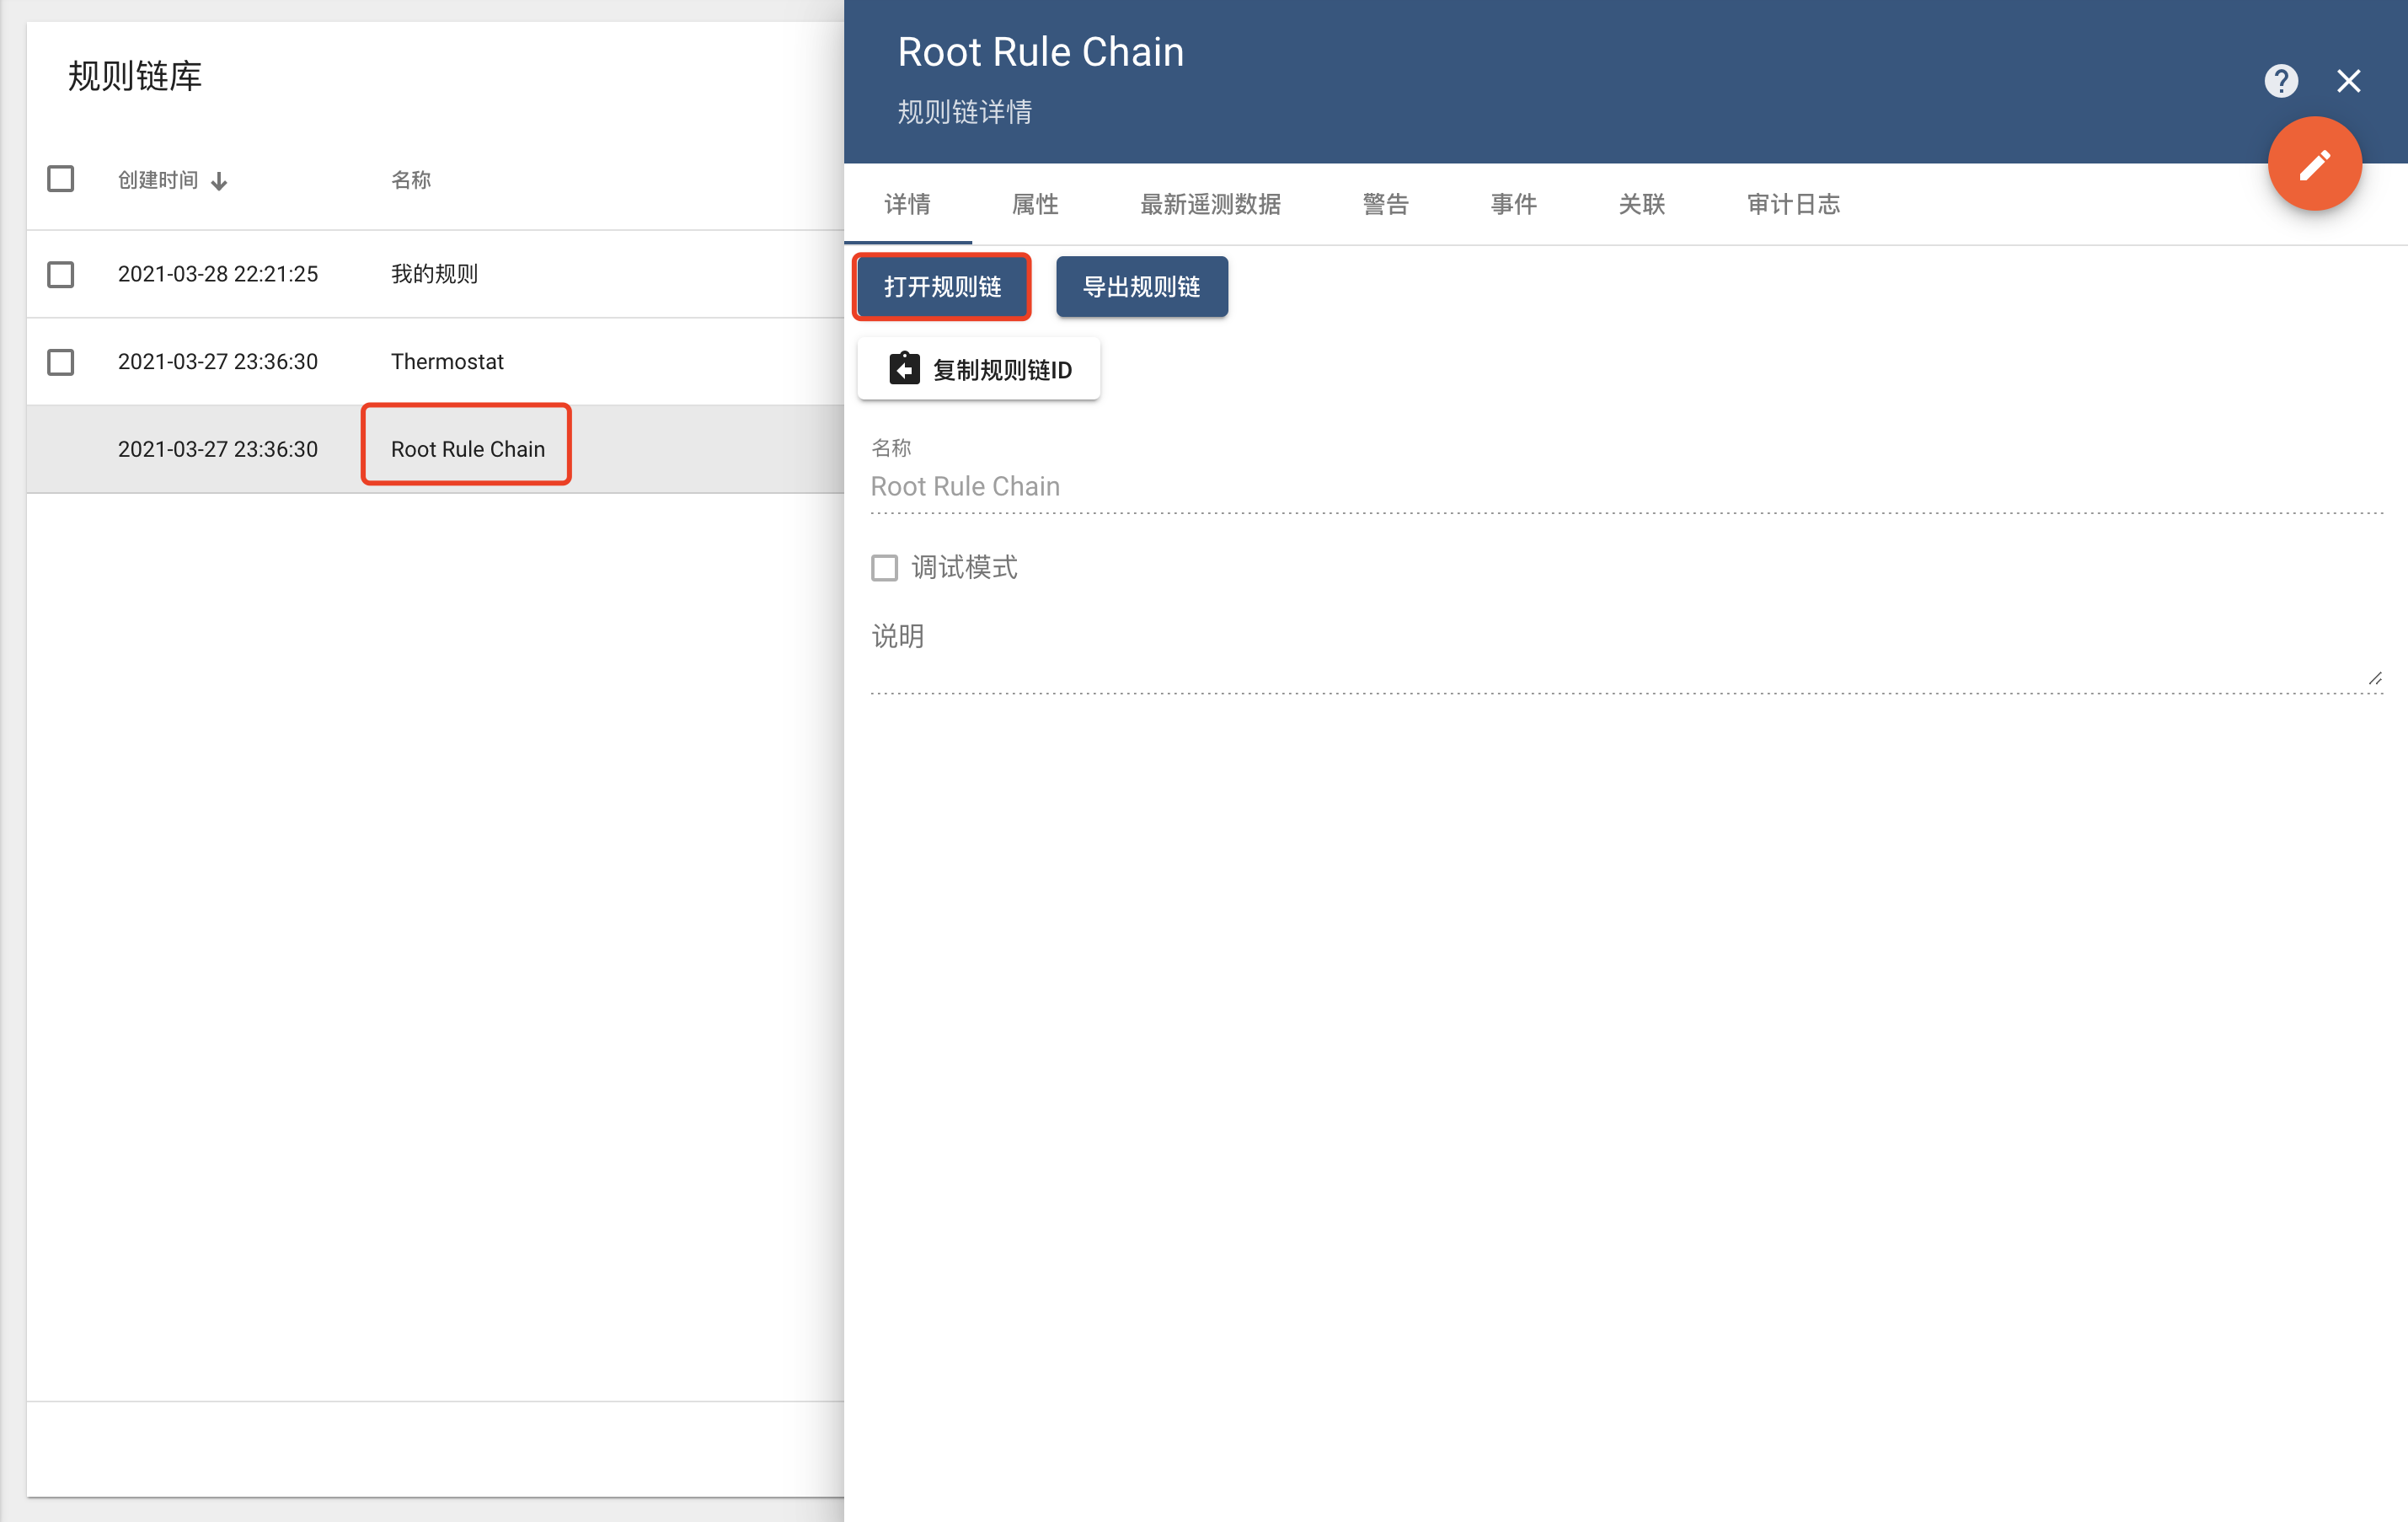 规则链库
创建时间 名称
2021-03-28 22:21:25 我的规则
2021-03-27 23:36:30 Thermostat
2021-03-27 23:36:30 Root Rule Chain
Root Rule Chain
规则链详情
详情 属性 最新遥测数据 警告 事件 关联 审计日志
打开规则链 导出规则链
复制规则链ID
名称
Root Rule Chain
调试模式
说明